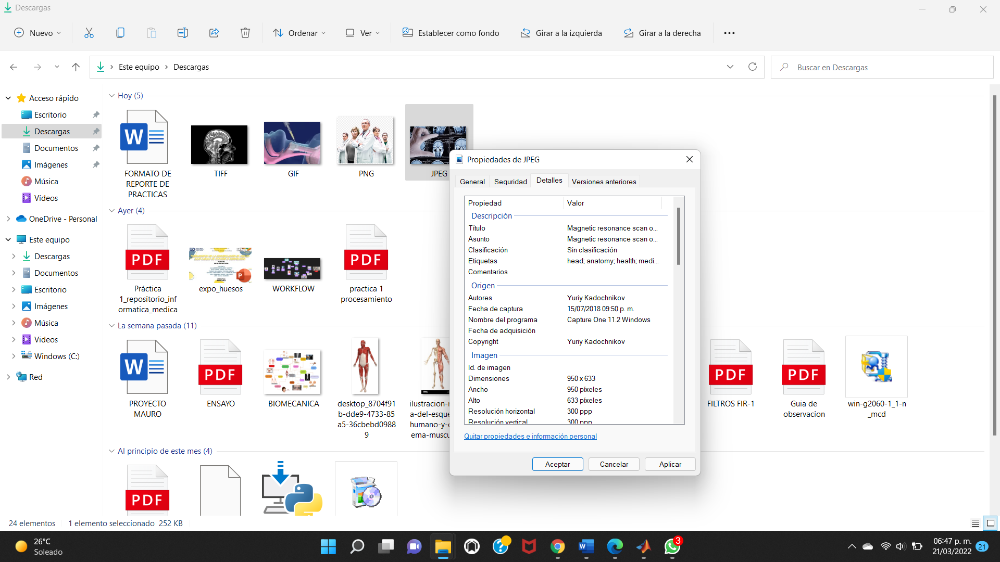 Descargas
Nuevo
Ordenar
Ver
Establecer como fondo
Girar a la izquierda
Girar a la derecha
Este equipo
Descargas
Buscar en Descargas
Acceso rápido
Escritorio
Descargas
Documentos
Imágenes
Música
Videos
OneDrive - Personal
Este equipo
Descargas
Documentos
Escritorio
Imágenes
Música
Videos
Windows (C:)
Red
Hoy (5)
W
FORMATO DE
REPORTE DE
PRACTICAS
TIFF
GIF
PNG
JPEG
Ayer (4)
PDF
Práctica
1_repositorio_inf
ormatica_medica
expo_huesos
WORKFLOW
PDF
practica 1
procesamiento
La semana pasada (11)
W
PROYECTO
MAURO
PDF
ENSAYO
BIOMECANICA
desktop_8704f91
b-dde9-4733-85
a5-36cbebd0988
9
ilustracion-
a-del-esque
humano-y-
ema-muscu
PDF
FILTROS FIR-1
PDF
Guia de
observacion
win-g2060-1_1-n
_mcd
Al principio de este mes (4)
PDF
Propiedades de JPEG
General
Seguridad
Detalles
Versiones anteriores
Propiedad Valor
Descripción
Título Magnetic resonance scan o...
Asunto Magnetic resonance scan o...
Clasificación Sin clasificación
Etiquetas head; anatomy; health; medi...
Comentarios
Origen
Autores Yuriy Kadochnikov
Fecha de captura 15/07/2018 09:50 p. m.
Nombre del programa Capture One 11.2 Windows
Fecha de adquisición
Copyright Yuriy Kadochnikov
Imagen
Id. de imagen
Dimensiones 950 x 633
Ancho 950 píxeles
Alto 633 píxeles
Resolución horizontal 300 ppp
Resolución vertical 300 ppp
Quitar propiedades e información personal
Aceptar
Cancelar
Aplicar
24 elementos
1 elemento seleccionado 252 KB
26°C
Soleado
W
3
06:47 p. m.
21/03/2022
21